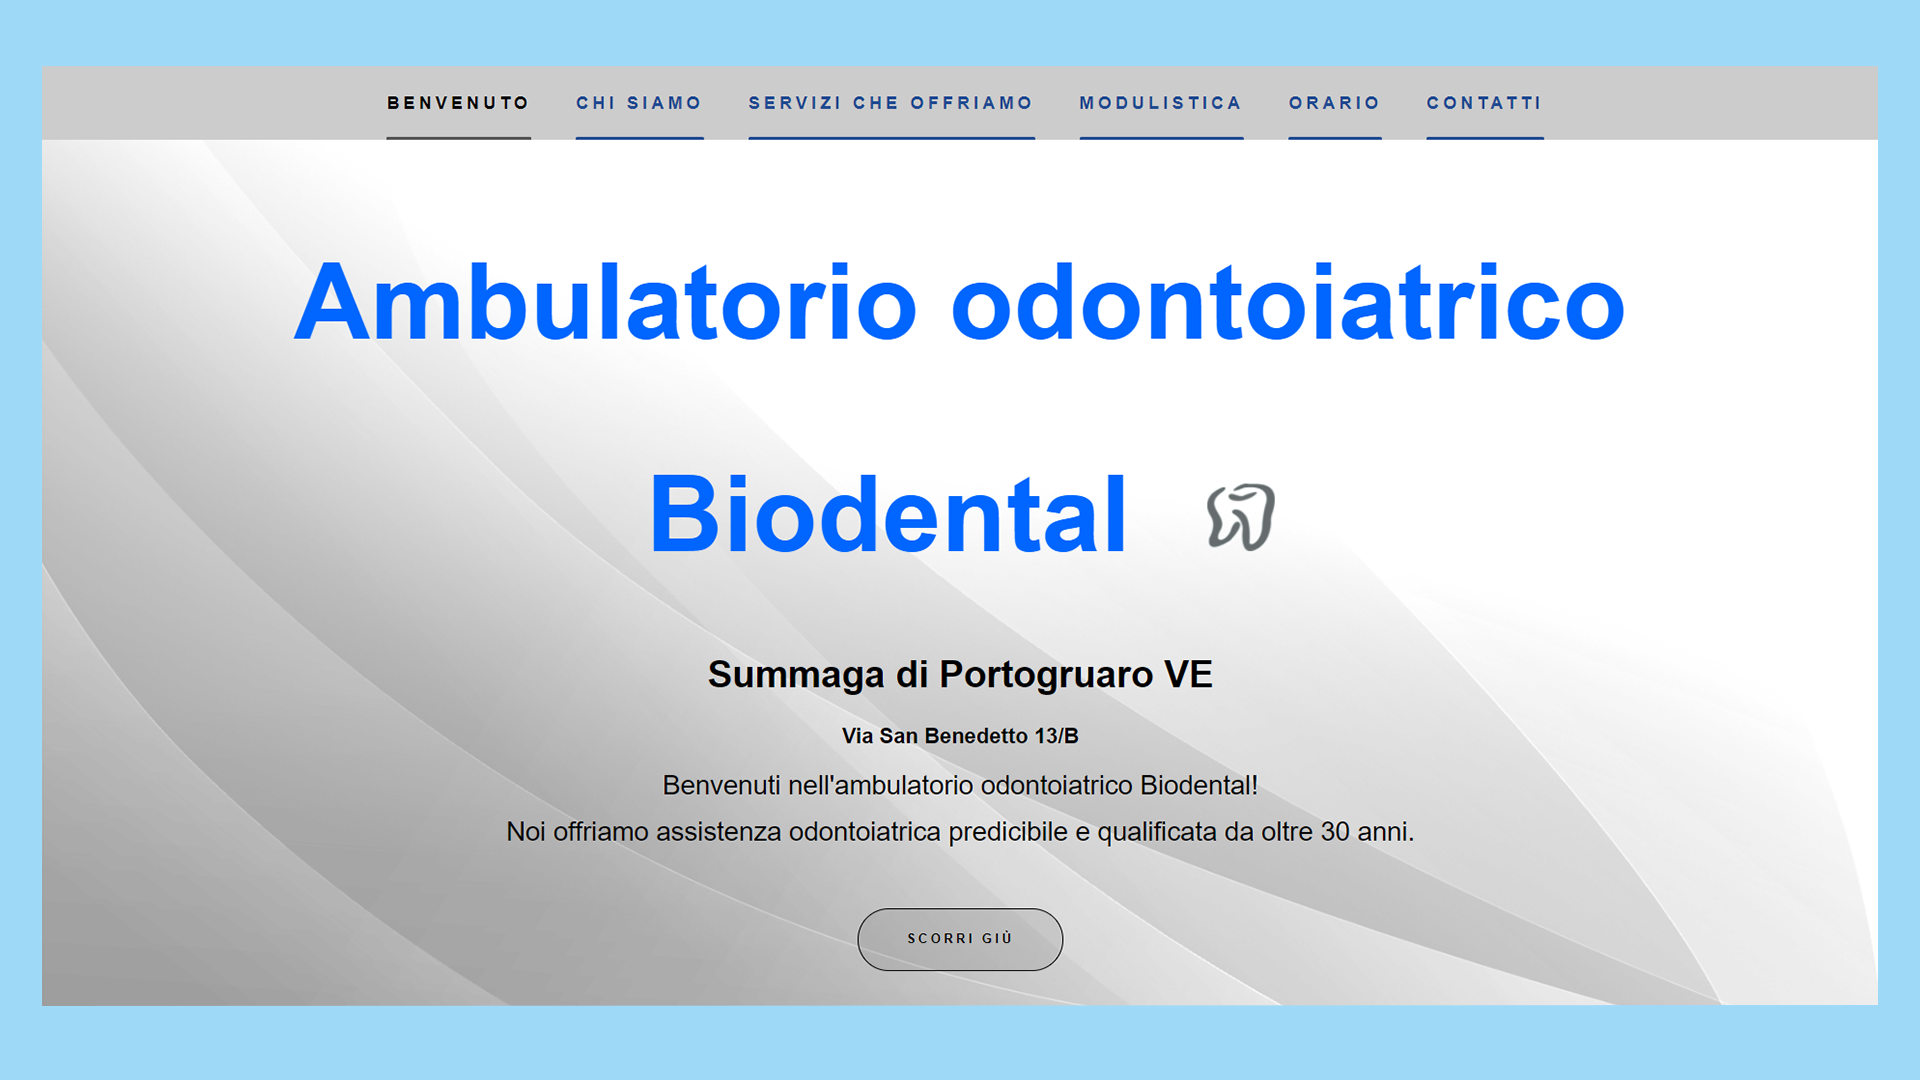 BENVENUTO CHI SIAMO SERVIZI CHE OFFRIAMO MODULISTICA ORARIO CONTATTI
Ambulatorio odontoiatrico
Biodental
Summaga di Portogruaro VE
Via San Benedetto 13/B
Benvenuti nell'ambulatorio odontoiatrico Biodental!
Noi offriamo assistenza odontoiatrica predicibile e qualificata da oltre 30 anni.
SCORRI GIÙ